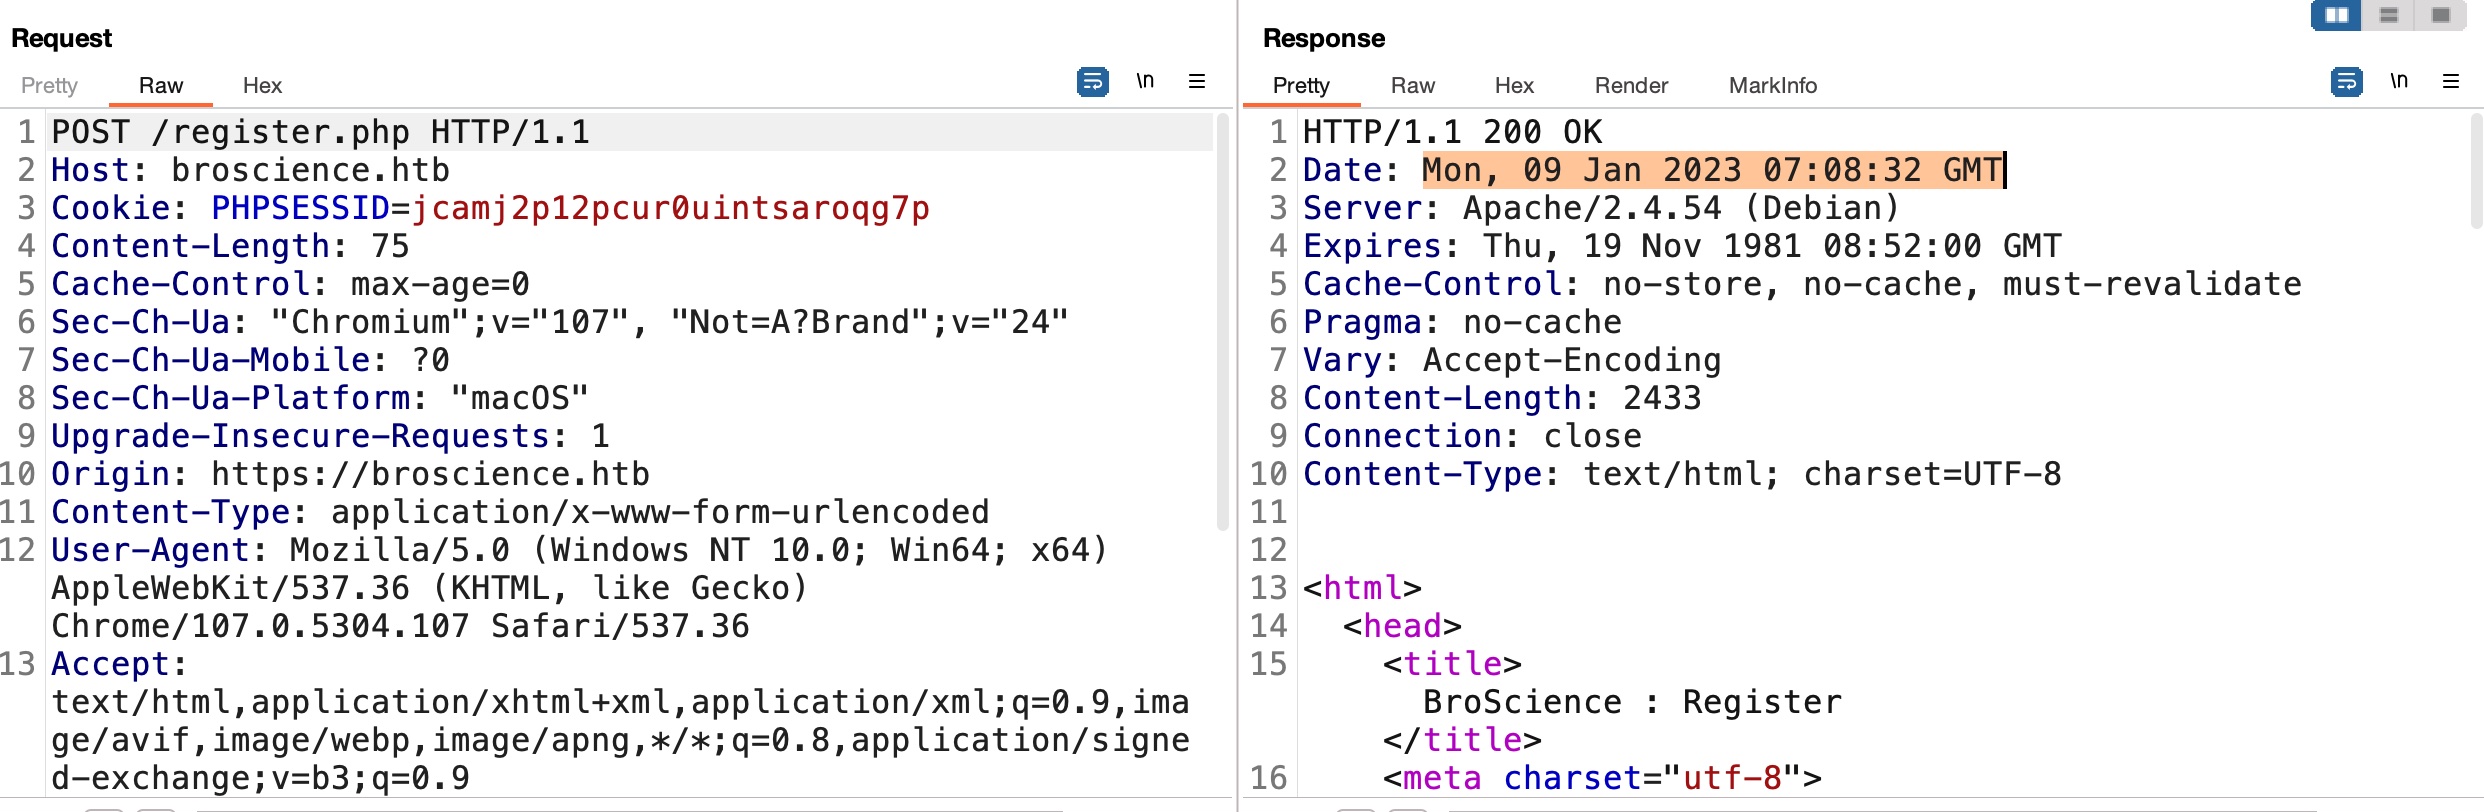 Request
Pretty Raw Hex \n
1 POST /register.php HTTP/1.1
2 Host: broscience.htb
3 Cookie: PHPSESSID=jcamj2p12pcur0uintsaroqg7p
4 Content-Length: 75
5 Cache-Control: max-age=0
6 Sec-Ch-Ua: "Chromium";v="107", "Not=A?Brand";v="24"
7 Sec-Ch-Ua-Mobile: ?0
8 Sec-Ch-Ua-Platform: "macOS"
9 Upgrade-Insecure-Requests: 1
10 Origin: https://broscience.htb
11 Content-Type: application/x-www-form-urlencoded
12 User-Agent: Mozilla/5.0 (Windows NT 10.0; Win64; x64)
AppleWebKit/537.36 (KHTML, like Gecko)
Chrome/107.0.5304.107 Safari/537.36
13 Accept:
text/html,application/xhtml+xml,application/xml;q=0.9,ima
ge/avif,image/webp,image/apng,*/*;q=0.8,application/signe
d-exchange;v=b3;q=0.9
Response
Pretty Raw Hex Render MarkInfo \n
1 HTTP/1.1 200 OK
2 Date: Mon, 09 Jan 2023 07:08:32 GMT
3 Server: Apache/2.4.54 (Debian)
4 Expires: Thu, 19 Nov 1981 08:52:00 GMT
5 Cache-Control: no-store, no-cache, must-revalidate
6 Pragma: no-cache
7 Vary: Accept-Encoding
8 Content-Length: 2433
9 Connection: close
10 Content-Type: text/html; charset=UTF-8
11
12
13 <html>
14 <head>
15 <title>
BroScience : Register
</title>
16 <meta charset="utf-8">